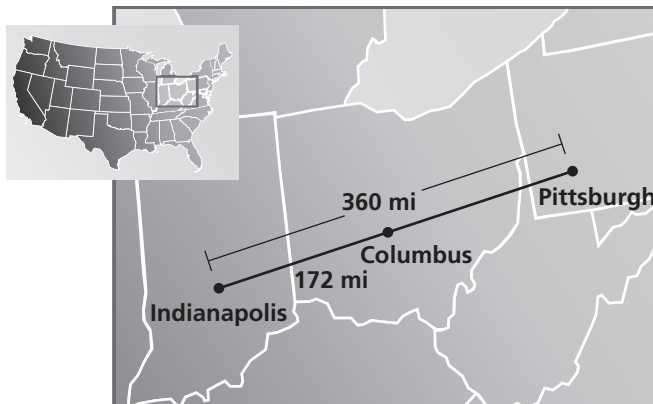 360 mi
Pittsburgh
Columbus
172 mi
Indianapolis